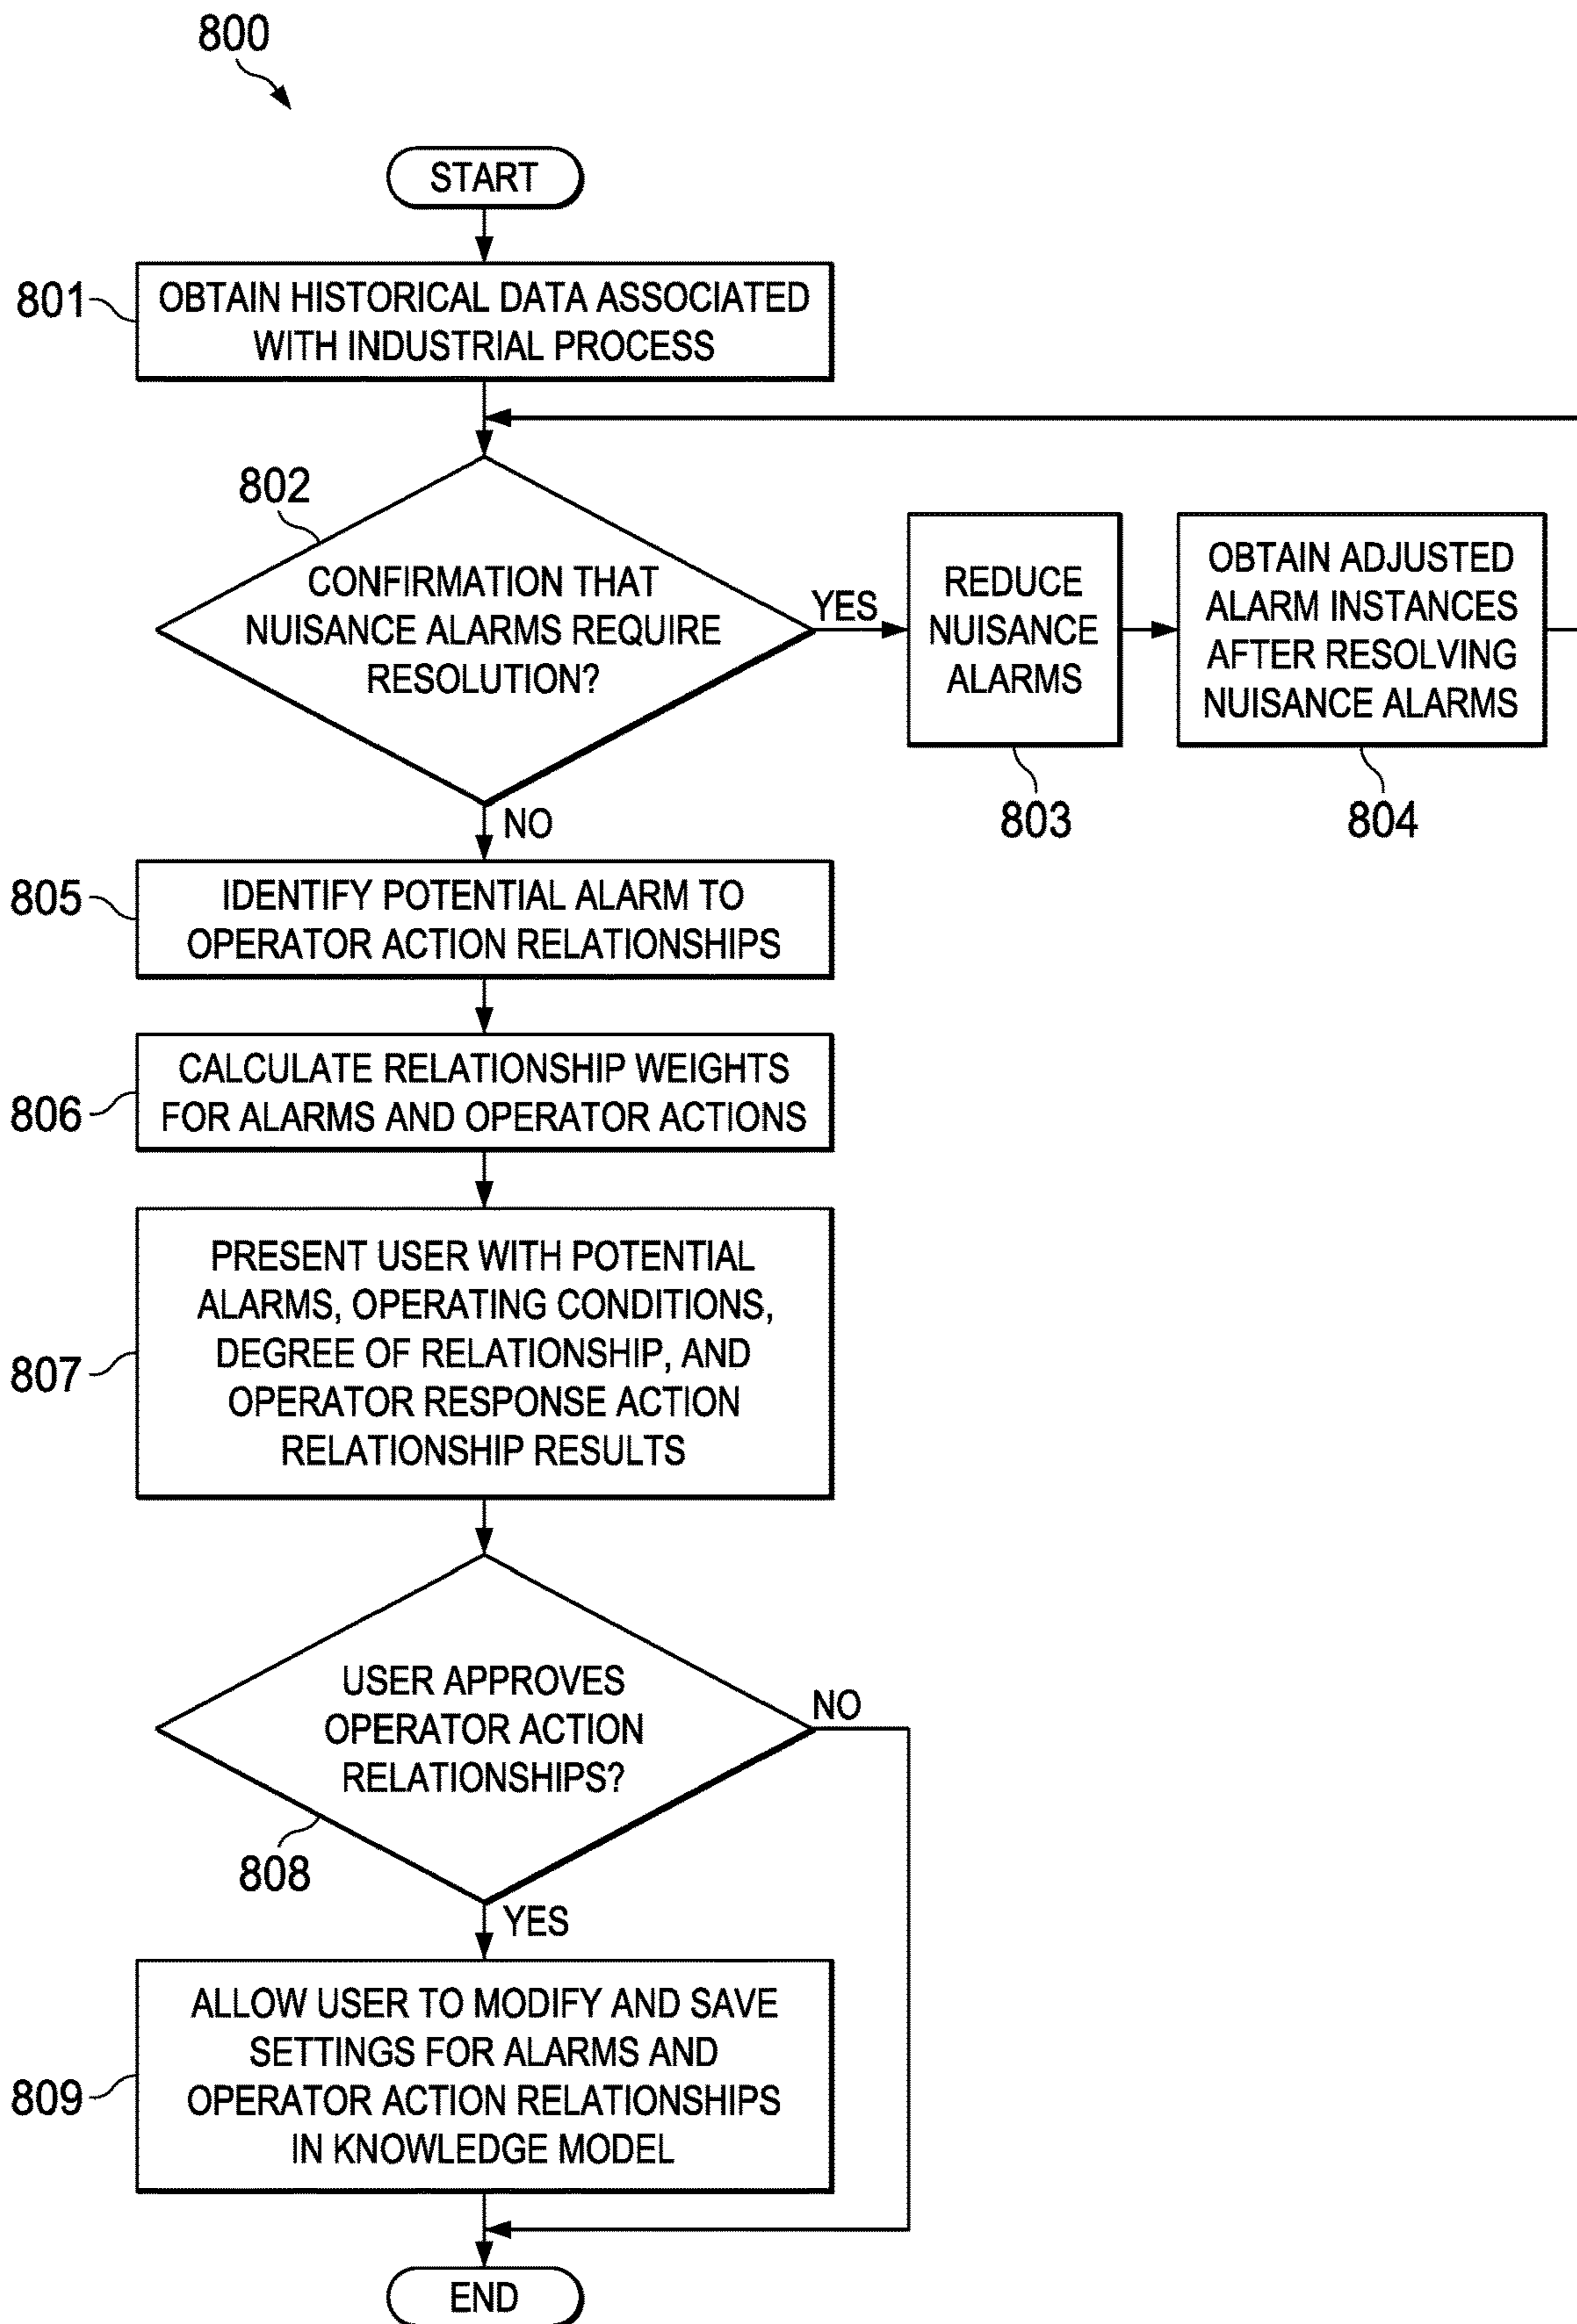 800
START
801
OBTAIN HISTORICAL DATA ASSOCIATED
WITH INDUSTRIAL PROCESS
802
CONFIRMATION THAT
NUISANCE ALARMS REQUIRE
RESOLUTION?
YES
REDUCE
NUISANCE
ALARMS
803
OBTAIN ADJUSTED
ALARM INSTANCES
AFTER RESOLVING
NUISANCE ALARMS
804
NO
805
IDENTIFY POTENTIAL ALARM TO
OPERATOR ACTION RELATIONSHIPS
806
CALCULATE RELATIONSHIP WEIGHTS
FOR ALARMS AND OPERATOR ACTIONS
807
PRESENT USER WITH POTENTIAL
ALARMS, OPERATING CONDITIONS,
DEGREE OF RELATIONSHIP, AND
OPERATOR RESPONSE ACTION
RELATIONSHIP RESULTS
USER APPROVES
OPERATOR ACTION
RELATIONSHIPS?
NO
808
YES
809
ALLOW USER TO MODIFY AND SAVE
SETTINGS FOR ALARMS AND
OPERATOR ACTION RELATIONSHIPS
IN KNOWLEDGE MODEL
END